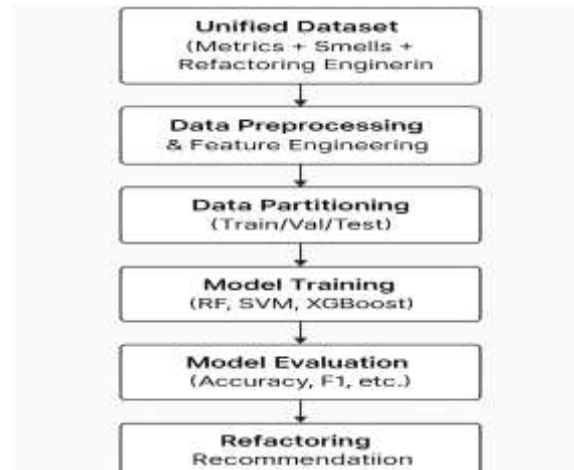 Unified Dataset
(Metrics + Smells +
Refactoring Enginerin
Data Preprocessing
& Feature Engineering
Data Partitioning
(Train/Val/Test)
Model Training
(RF, SVM, XGBoost)
Model Evaluation
(Accuracy, F1, etc.)
Refactoring
Recommendatiion